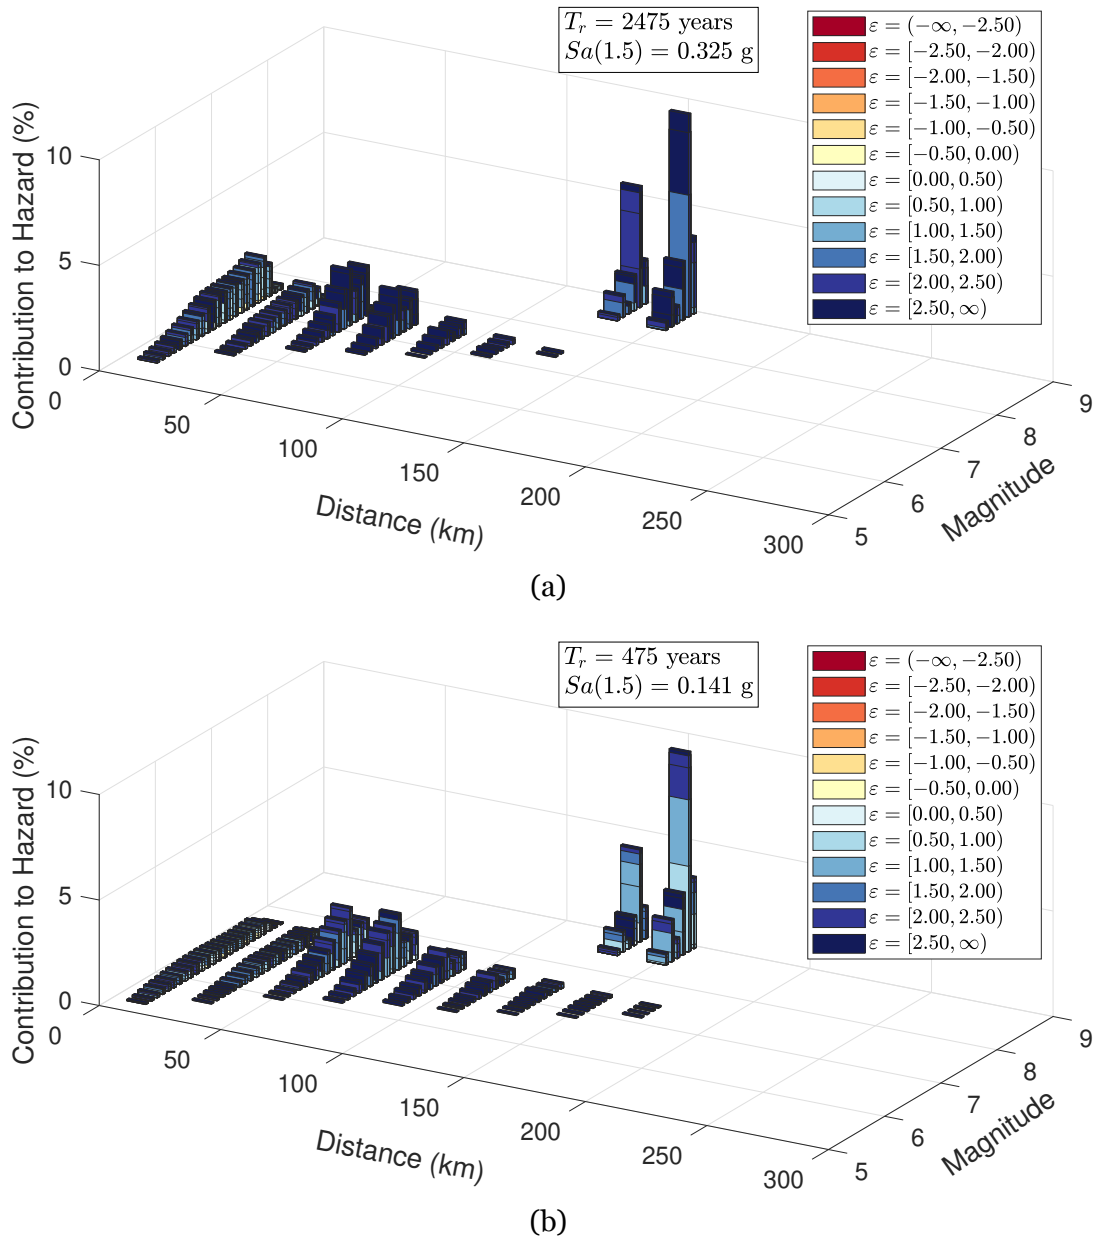 T_r = 2475 years
Sa(1.5) = 0.325 g
ε = (−∞, −2.50)
ε = [−2.50, −2.00)
ε = [−2.00, −1.50)
ε = [−1.50, −1.00)
ε = [−1.00, −0.50)
ε = [−0.50, 0.00)
ε = [0.00, 0.50)
ε = [0.50, 1.00)
ε = [1.00, 1.50)
ε = [1.50, 2.00)
ε = [2.00, 2.50)
ε = [2.50, ∞)
Contribution to Hazard (%)
10
5
0
0
50
100
150
200
250
300
Distance (km)
5
6
7
8
9
Magnitude
(a)
T_r = 475 years
Sa(1.5) = 0.141 g
ε = (−∞, −2.50)
ε = [−2.50, −2.00)
ε = [−2.00, −1.50)
ε = [−1.50, −1.00)
ε = [−1.00, −0.50)
ε = [−0.50, 0.00)
ε = [0.00, 0.50)
ε = [0.50, 1.00)
ε = [1.00, 1.50)
ε = [1.50, 2.00)
ε = [2.00, 2.50)
ε = [2.50, ∞)
Contribution to Hazard (%)
10
5
0
0
50
100
150
200
250
300
Distance (km)
5
6
7
8
9
Magnitude
(b)